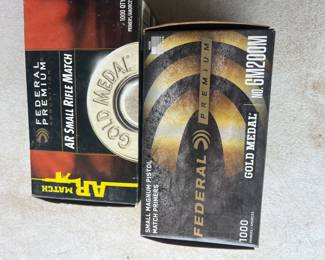 1000 QTY
FEDERAL
PREMIUM
AR SMALL RIFLE MATCH
GOLD MEDAL
AR
MATCH
SMALL MAGNUM PISTOL
MATCH PRIMERS
FEDERAL
PREMIUM
NO. GM200M
GOLD MEDAL
1000